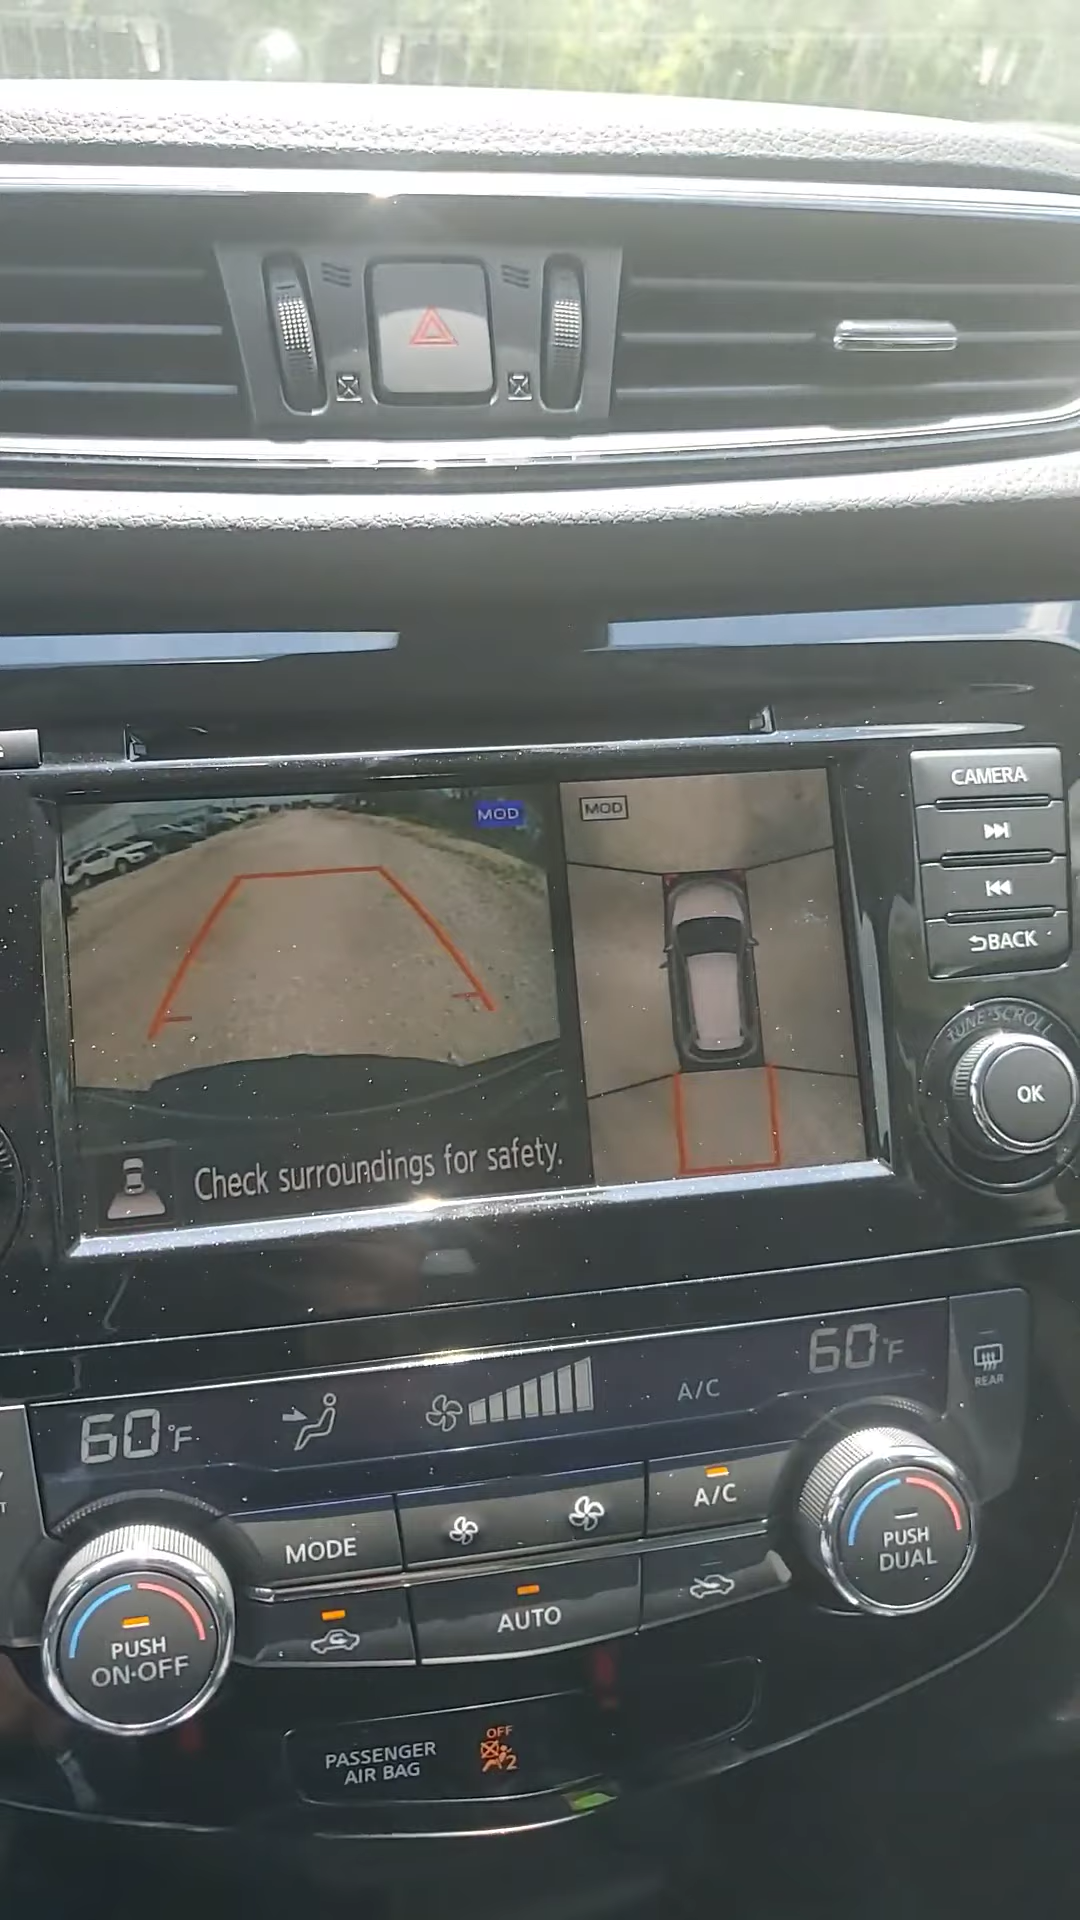 CAMERA
MOD
MOD
BACK
TUNE·SCROLL
OK
Check surroundings for safety.
60°F
60°F
A/C
REAR
MODE
A/C
PUSH
DUAL
AUTO
PUSH
ON·OFF
PASSENGER
AIR BAG
OFF
2